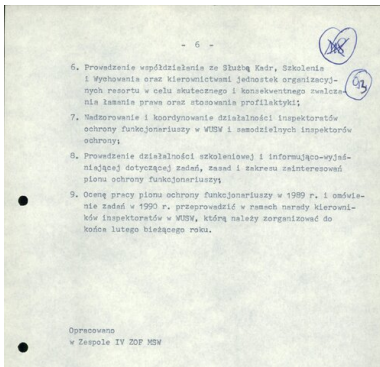 - 6 -
6. Prowadzenie współdziałania ze Służbą Kadr, Szkolenia
i Wychowania oraz kierownictwami jednostek organizacyj-
nych resortu w celu skutecznego i konsekwentnego zwalcza-
nia łamania prawa oraz stosowania profilaktyki;
7. Nadzorowanie i koordynowanie działalności inspektorów
ochrony funkcjonariuszy w WUSW i samodzielnych inspektorów
ochrony;
8. Prowadzenie działalności szkoleniowej i informująco-wyjaś-
niającej dotyczącej zadań, zasad i zakresu zainteresowań
pionu ochrony funkcjonariuszy;
9. Ocenę pracy pionu ochrony funkcjonariuszy w 1989 r. i omówie-
nie zadań w 1990 r. przeprowadzić w ramach narady kierowni-
ków inspektoratów w WUSW, którą należy zorganizować do
końca lutego bieżącego roku.
Opracowano
w Zespole IV ZOF MSW